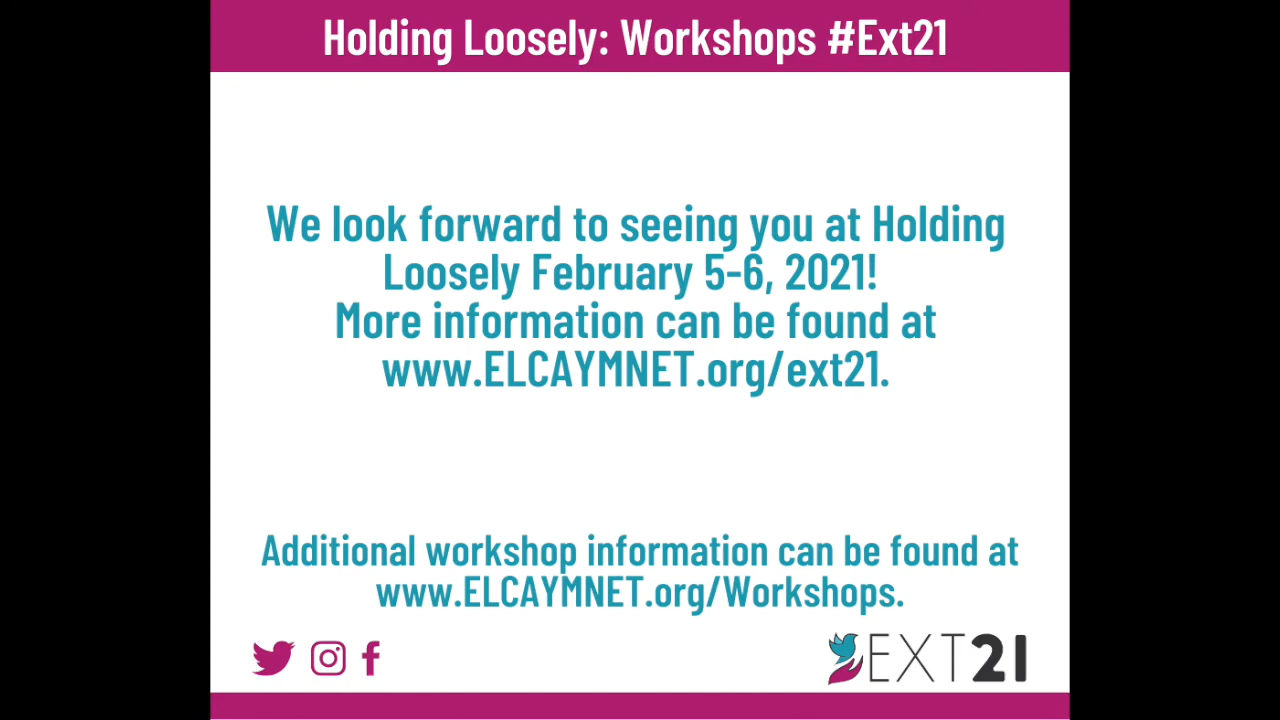 Holding Loosely: Workshops #Ext21
We look forward to seeing you at Holding
Loosely February 5-6, 2021!
More information can be found at
www.ELCAYMNET.org/ext21.
Additional workshop information can be found at
www.ELCAYMNET.org/Workshops.
EXT21